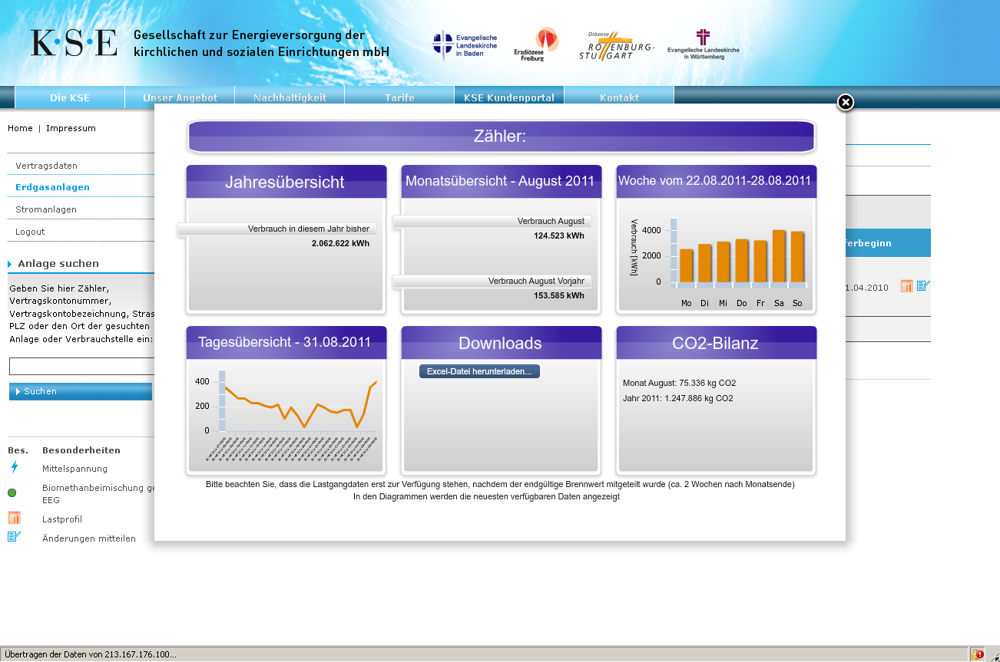 K·S·E
Gesellschaft zur Energieversorgung der
kirchlichen und sozialen Einrichtungen mbH
Evangelische
Landeskirche
in Baden
Erzdiözese
Freiburg
Diözese
ROTTENBURG-
STUTTGART
Evangelische Landeskirche
in Württemberg
Die KSE
Unser Angebot
Nachhaltigkeit
Tarife
KSE Kundenportal
Kontakt
Home | Impressum
Vertragsdaten
Erdgasanlagen
Stromanlagen
Logout
Anlage suchen
Geben Sie hier Zähler,
Vertragskontonummer,
Vertragskontobezeichnung, Stras
PLZ oder den Ort der gesuchten
Anlage oder Verbrauchstelle ein:
Suchen
Bes. Besonderheiten
Mittelspannung
Biomethanbeimischung ge
EEG
Lastprofil
Änderungen mitteilen
Zähler:
Jahresübersicht
Verbrauch in diesem Jahr bisher
2.062.622 kWh
Monatsübersicht - August 2011
Verbrauch August
124.523 kWh
Verbrauch August Vorjahr
153.585 kWh
Woche vom 22.08.2011-28.08.2011
Verbrauch [kWh]
4000
2000
0
Mo Di Mi Do Fr Sa So
Tagesübersicht - 31.08.2011
400
200
0
Downloads
Excel-Datei herunterladen...
CO2-Bilanz
Monat August: 75.336 kg CO2
Jahr 2011: 1.247.886 kg CO2
Bitte beachten Sie, dass die Lastgangdaten erst zur Verfügung stehen, nachdem der endgültige Brennwert mitgeteilt wurde (ca. 2 Wochen nach Monatsende)
In den Diagrammen werden die neuesten verfügbaren Daten angezeigt
ferbeginn
1.04.2010
Übertragen der Daten von 213.167.176.100...